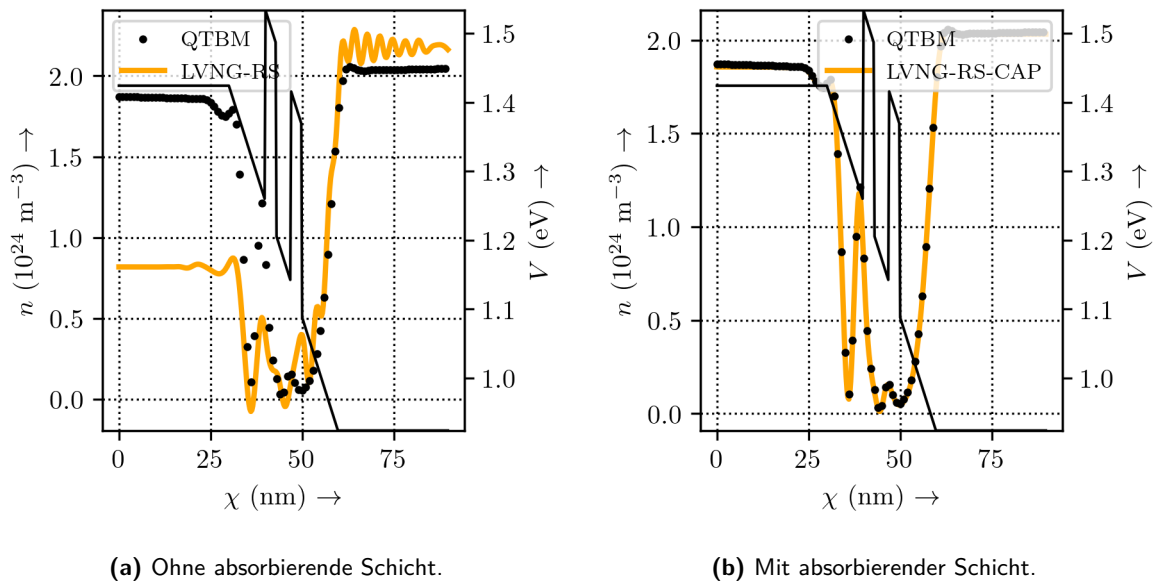 QTBM
LVNG-RS
2.0
1.5
1.0
0.5
0.0
n (10²⁴ m⁻³) →
1.5
1.4
1.3
1.2
1.1
1.0
V (eV) →
0
25
50
75
χ (nm) →
(a) Ohne absorbierende Schicht.
QTBM
LVNG-RS-CAP
2.0
1.5
1.0
0.5
0.0
n (10²⁴ m⁻³) →
1.5
1.4
1.3
1.2
1.1
1.0
V (eV) →
0
25
50
75
χ (nm) →
(b) Mit absorbierender Schicht.